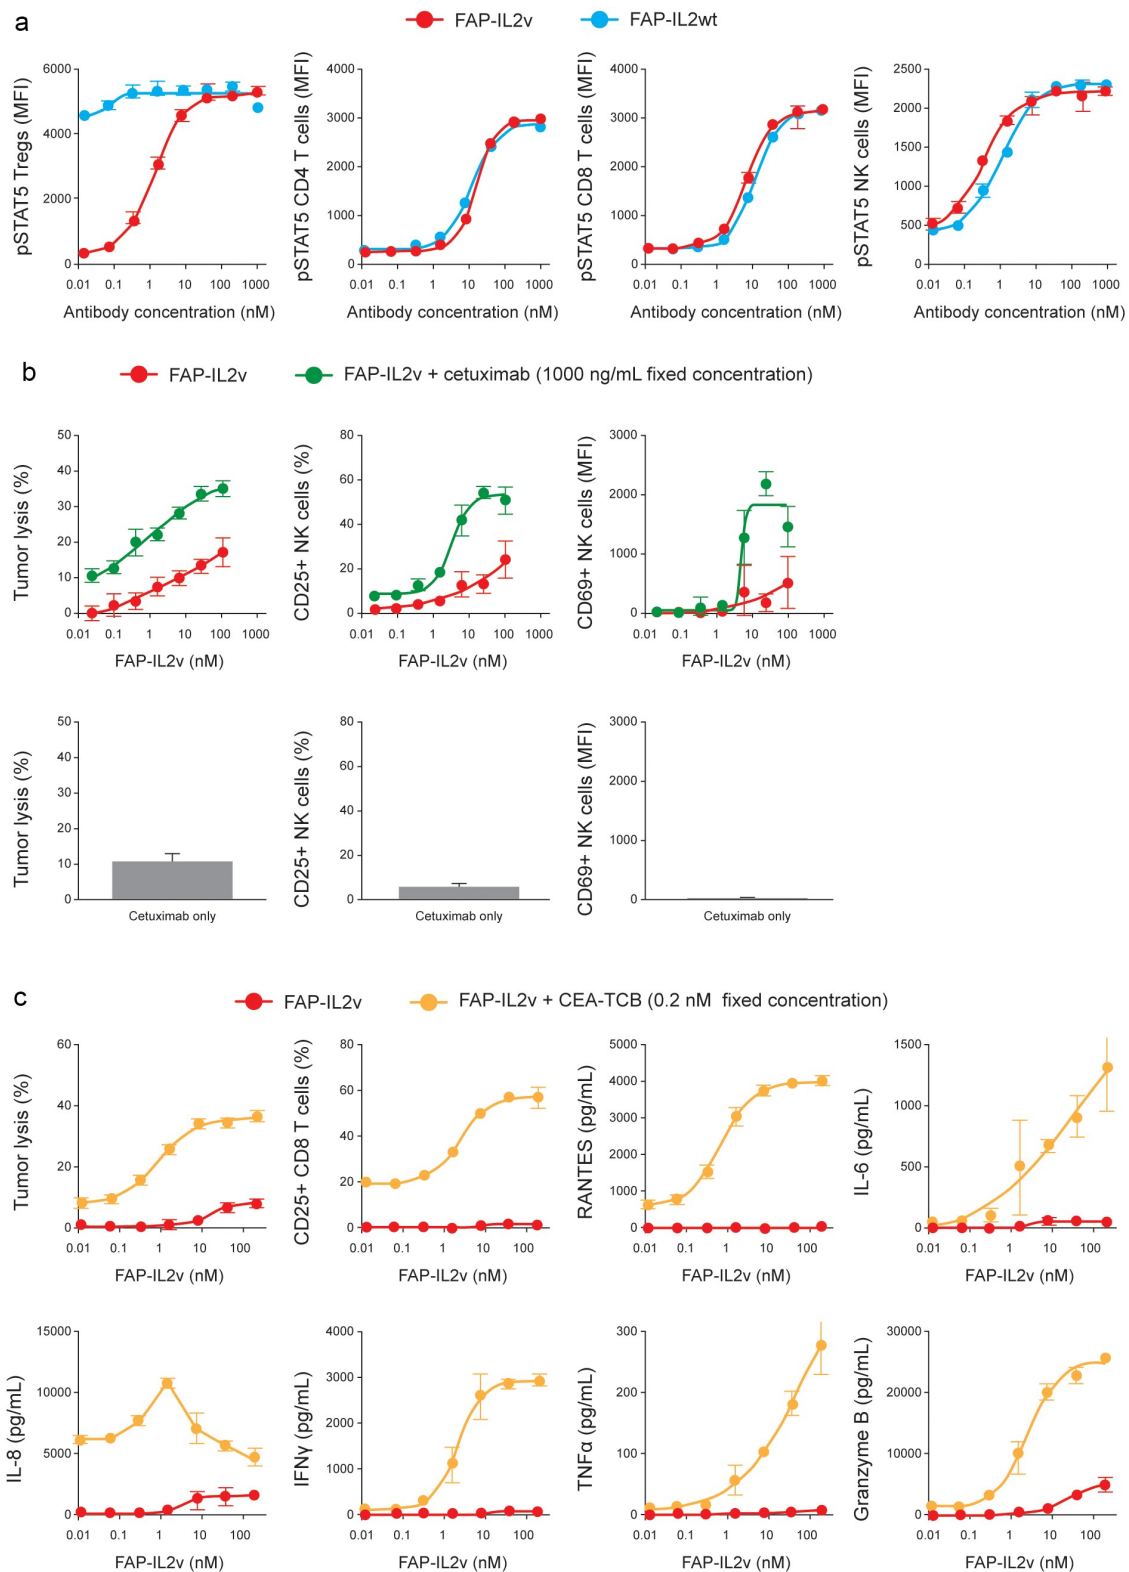 a
FAP-IL2v FAP-IL2wt
pSTAT5 Tregs (MFI)
6000
4000
2000
0
0.01 0.1 1 10 100 1000
Antibody concentration (nM)
pSTAT5 CD4 T cells (MFI)
4000
3000
2000
1000
0
0.01 0.1 1 10 100 1000
Antibody concentration (nM)
pSTAT5 CD8 T cells (MFI)
4000
3000
2000
1000
0
0.01 0.1 1 10 100 1000
Antibody concentration (nM)
pSTAT5 NK cells (MFI)
2500
2000
1500
1000
500
0
0.01 0.1 1 10 100 1000
Antibody concentration (nM)
b
FAP-IL2v FAP-IL2v + cetuximab (1000 ng/mL fixed concentration)
Tumor lysis (%)
50
40
30
20
10
0
0.01 0.1 1 10 100 1000
FAP-IL2v (nM)
CD25+ NK cells (%)
80
60
40
20
0
0.01 0.1 1 10 100 1000
FAP-IL2v (nM)
CD69+ NK cells (MFI)
3000
2000
1000
0
0.01 0.1 1 10 100 1000
FAP-IL2v (nM)
Tumor lysis (%)
50
40
30
20
10
0
Cetuximab only
CD25+ NK cells (%)
80
60
40
20
0
Cetuximab only
CD69+ NK cells (MFI)
3000
2000
1000
0
Cetuximab only
c
FAP-IL2v FAP-IL2v + CEA-TCB (0.2 nM fixed concentration)
Tumor lysis (%)
60
40
20
0
0.01 0.1 1 10 100
FAP-IL2v (nM)
CD25+ CD8 T cells (%)
80
60
40
20
0
0.01 0.1 1 10 100
FAP-IL2v (nM)
RANTES (pg/mL)
5000
4000
3000
2000
1000
0
0.01 0.1 1 10 100
FAP-IL2v (nM)
IL-6 (pg/mL)
1500
1000
500
0
0.01 0.1 1 10 100
FAP-IL2v (nM)
IL-8 (pg/mL)
15000
10000
5000
0
0.01 0.1 1 10 100
FAP-IL2v (nM)
IFNγ (pg/mL)
4000
3000
2000
1000
0
0.01 0.1 1 10 100
FAP-IL2v (nM)
TNFα (pg/mL)
300
200
100
0
0.01 0.1 1 10 100
FAP-IL2v (nM)
Granzyme B (pg/mL)
30000
20000
10000
0
0.01 0.1 1 10 100
FAP-IL2v (nM)